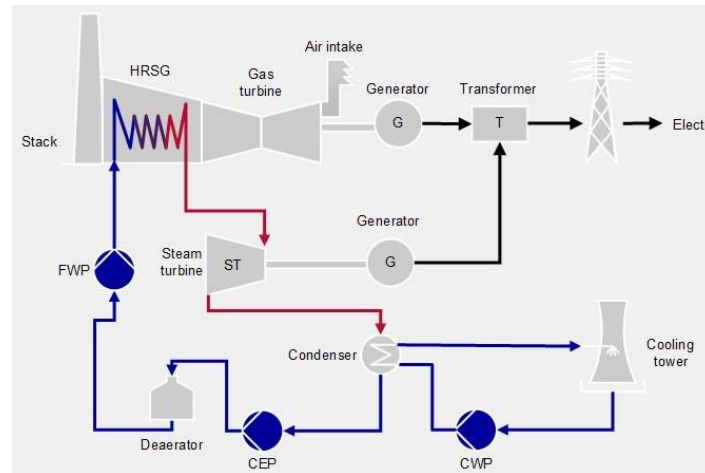 Air intake
HRSG
Gas
turbine
Generator
Transformer
G
T
Stack
Elect
Generator
Steam
turbine
ST
G
FWP
Condenser
Cooling
tower
Deaerator
CEP
CWP